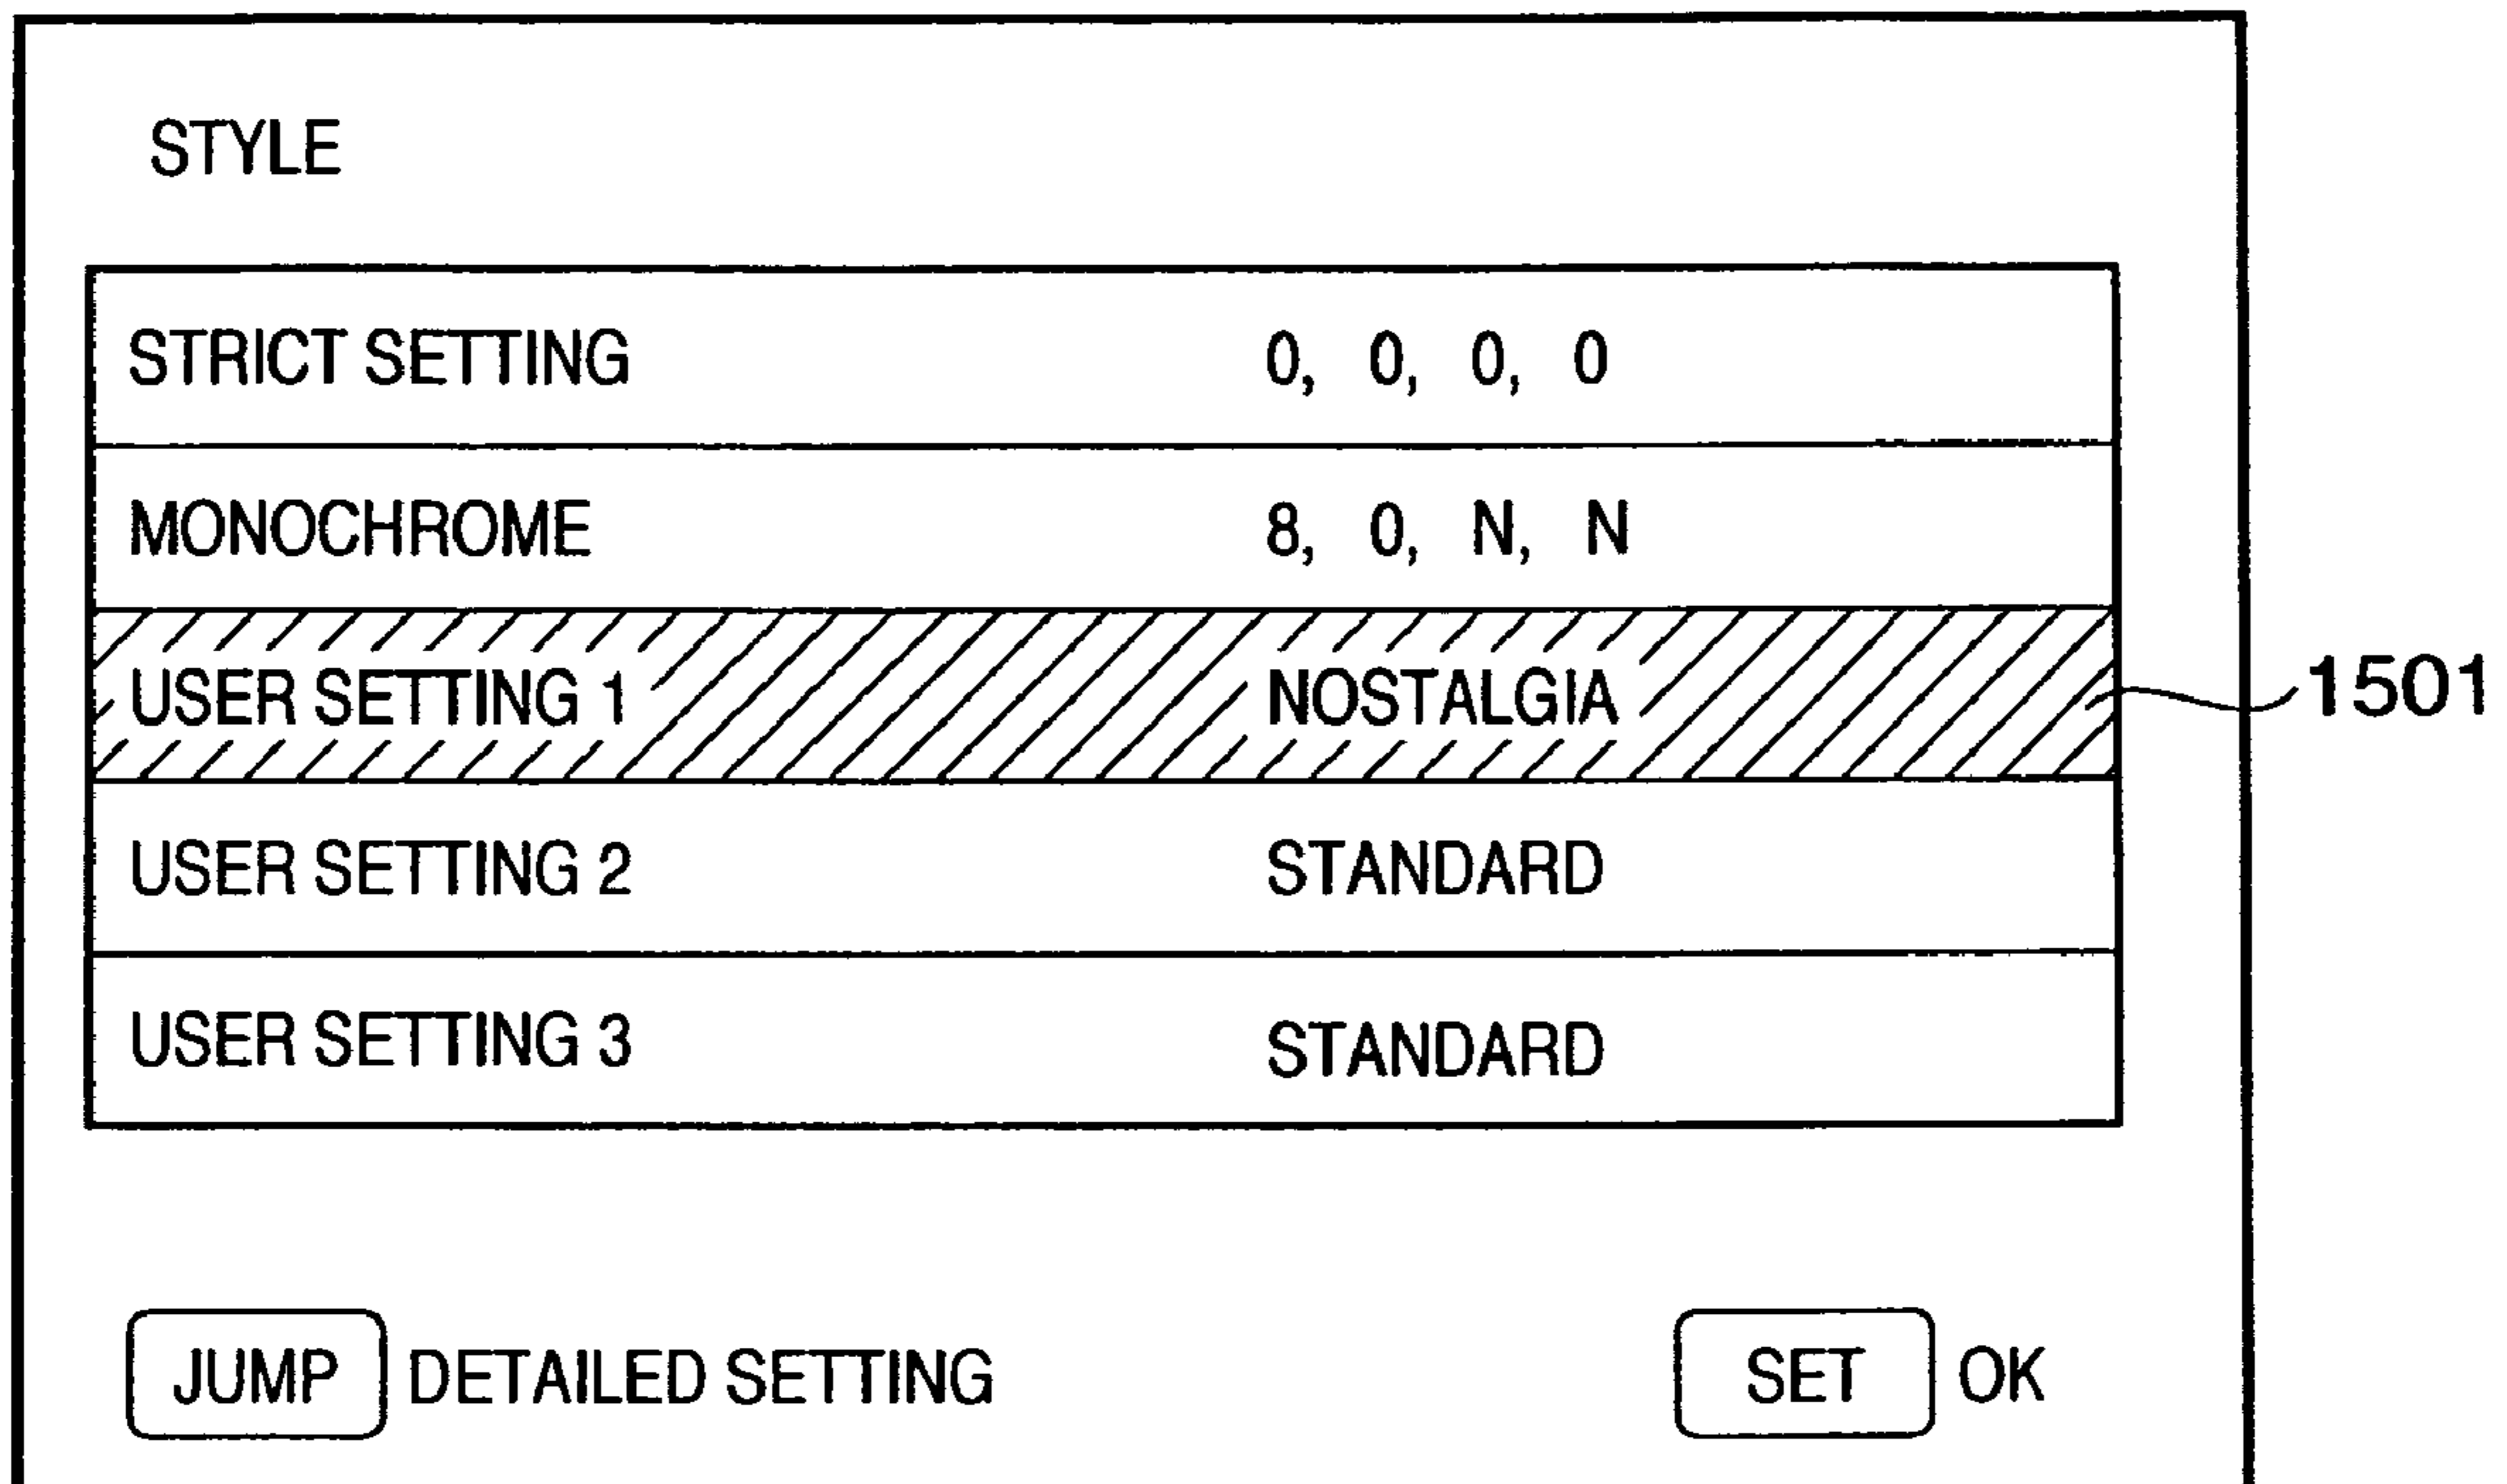 STYLE
STRICT SETTING 0, 0, 0, 0
MONOCHROME 8, 0, N, N
USER SETTING 1 NOSTALGIA 1501
USER SETTING 2 STANDARD
USER SETTING 3 STANDARD
JUMP DETAILED SETTING SET OK